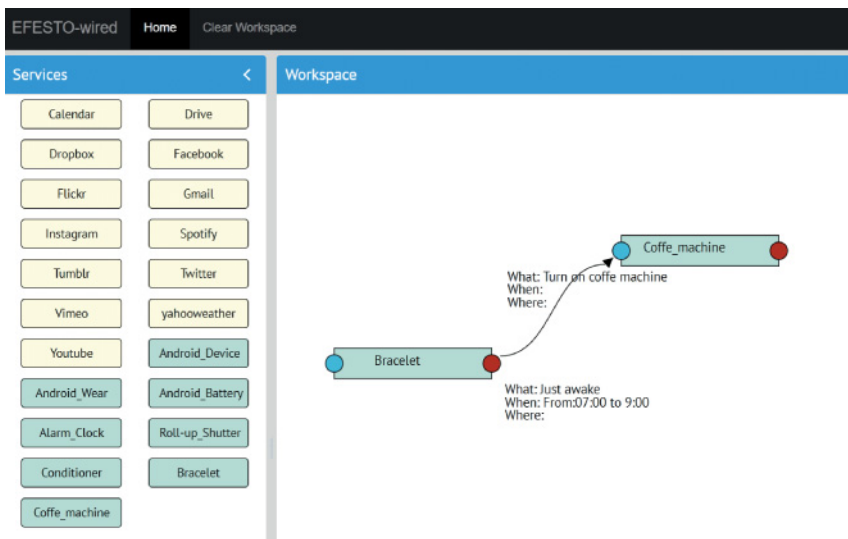 EFESTO-wired Home Clear Workspace
Services <
Workspace
Calendar Drive
Dropbox Facebook
Flickr Gmail
Instagram Spotify
Tumblr Twitter
Vimeo yahooweather
Youtube Android_Device
Android_Wear Android_Battery
Alarm_Clock Roll-up_Shutter
Conditioner Bracelet
Coffe_machine
Coffe_machine
What: Turn on coffe machine
When:
Where:
Bracelet
What: Just awake
When: From:07:00 to 9:00
Where: